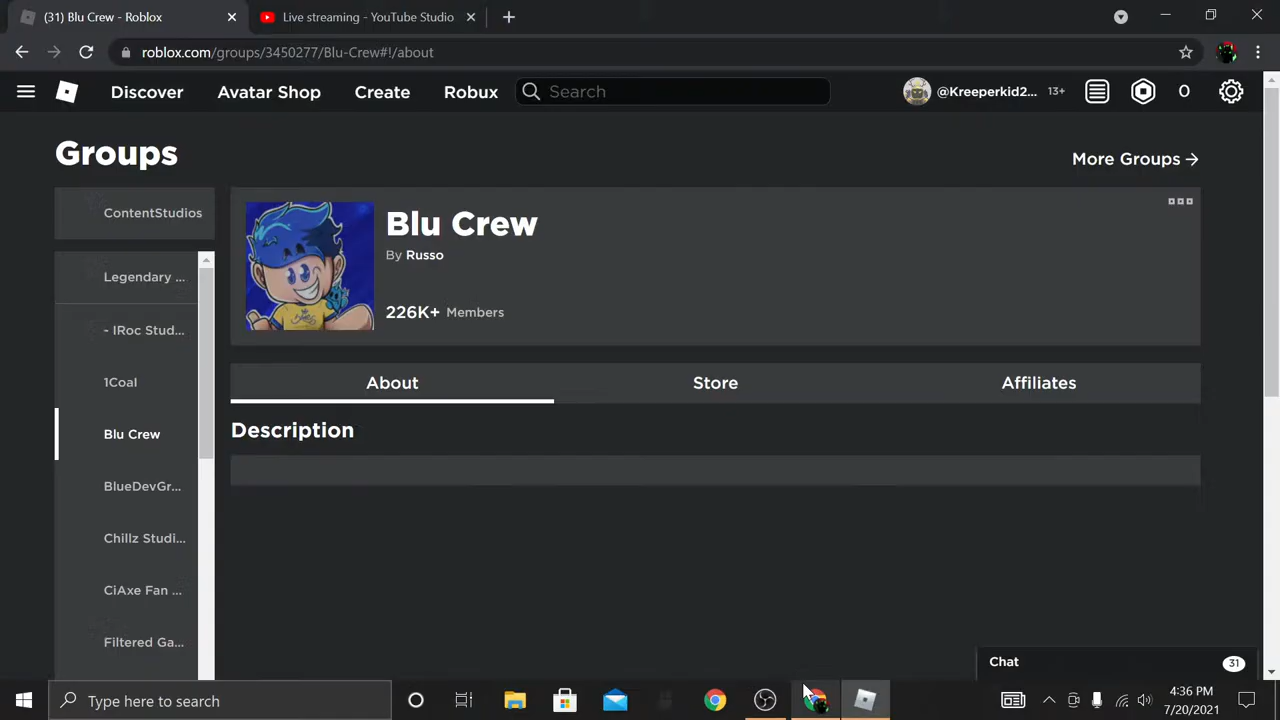 (31) Blu Crew - Roblox
Live streaming - YouTube Studio
roblox.com/groups/3450277/Blu-Crew#!/about
Discover
Avatar Shop
Create
Robux
Search
@Kreeperkid2...
13+
0
Groups
More Groups →
ContentStudios
Legendary ...
- IRoc Stud...
1Coal
Blu Crew
BlueDevGr...
Chillz Studi...
CiAxe Fan ...
Filtered Ga...
Blu Crew
By Russo
226K+ Members
About
Store
Affiliates
Description
Chat
31
Type here to search
4:36 PM
7/20/2021